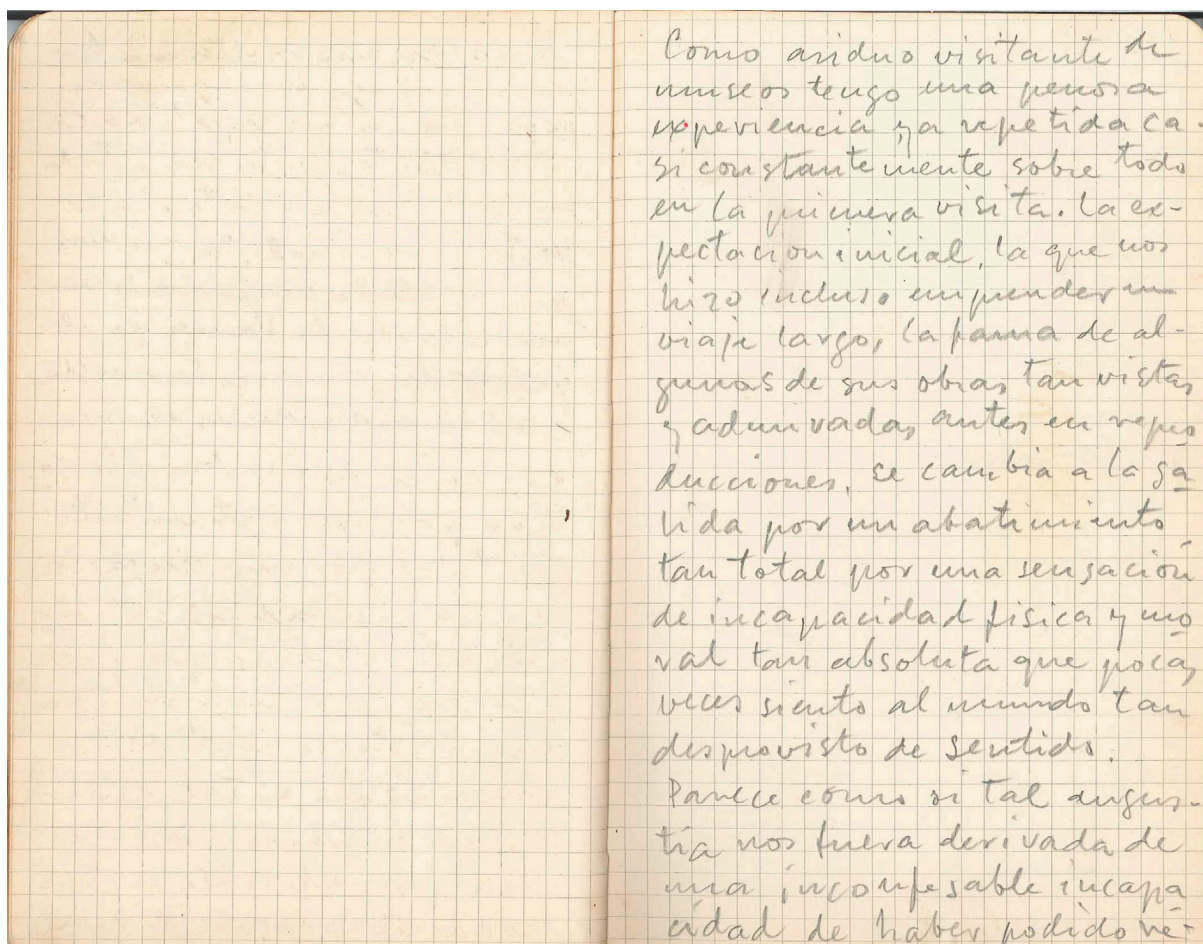 Como asiduo visitante de
museos tengo una penosa
experiencia ya repetida ca-
si constantemente sobre todo
en la primera visita. La ex-
pectacion inicial, la que nos
hizo incluso emprender un
viaje largo, la fama de al-
gunas de sus obras tan vistas
y admiradas antes en repro
ducciones, se cambia a la sa
lida por un abatimiento
tan total por una sensación
de incapacidad fisica y mo
ral tan absoluta que pocas
veces siento al mundo tan
desprovisto de sentido.
Parece como si tal angus-
tia nos fuera derivada de
una inconfesable incapa
cidad de haber podido ve-